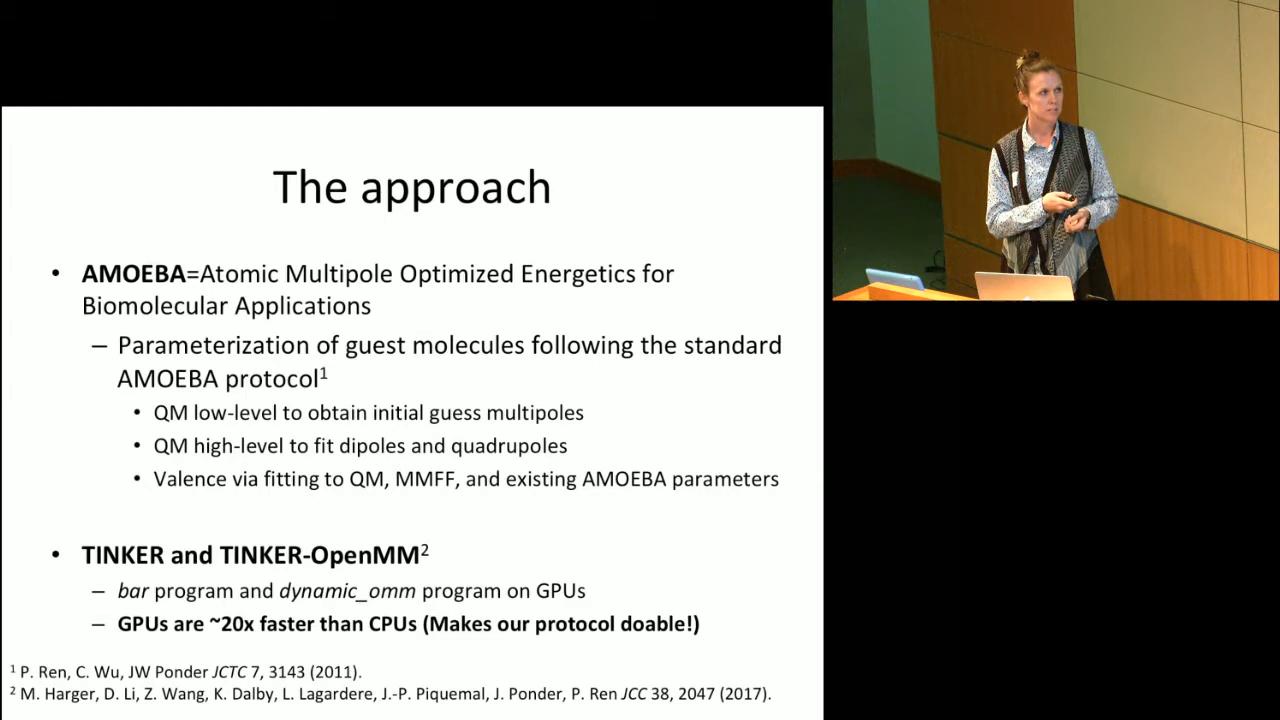 The approach
• AMOEBA=Atomic Multipole Optimized Energetics for
Biomolecular Applications
– Parameterization of guest molecules following the standard
AMOEBA protocol¹
• QM low-level to obtain initial guess multipoles
• QM high-level to fit dipoles and quadrupoles
• Valence via fitting to QM, MMFF, and existing AMOEBA parameters
• TINKER and TINKER-OpenMM²
– bar program and dynamic_omm program on GPUs
– GPUs are ~20x faster than CPUs (Makes our protocol doable!)
¹ P. Ren, C. Wu, JW Ponder JCTC 7, 3143 (2011).
² M. Harger, D. Li, Z. Wang, K. Dalby, L. Lagardere, J.-P. Piquemal, J. Ponder, P. Ren JCC 38, 2047 (2017).